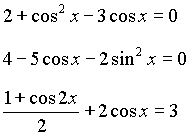 2 + cos² x − 3 cos x = 0
4 − 5 cos x − 2 sin² x = 0
(1 + cos 2x)/2 + 2 cos x = 3